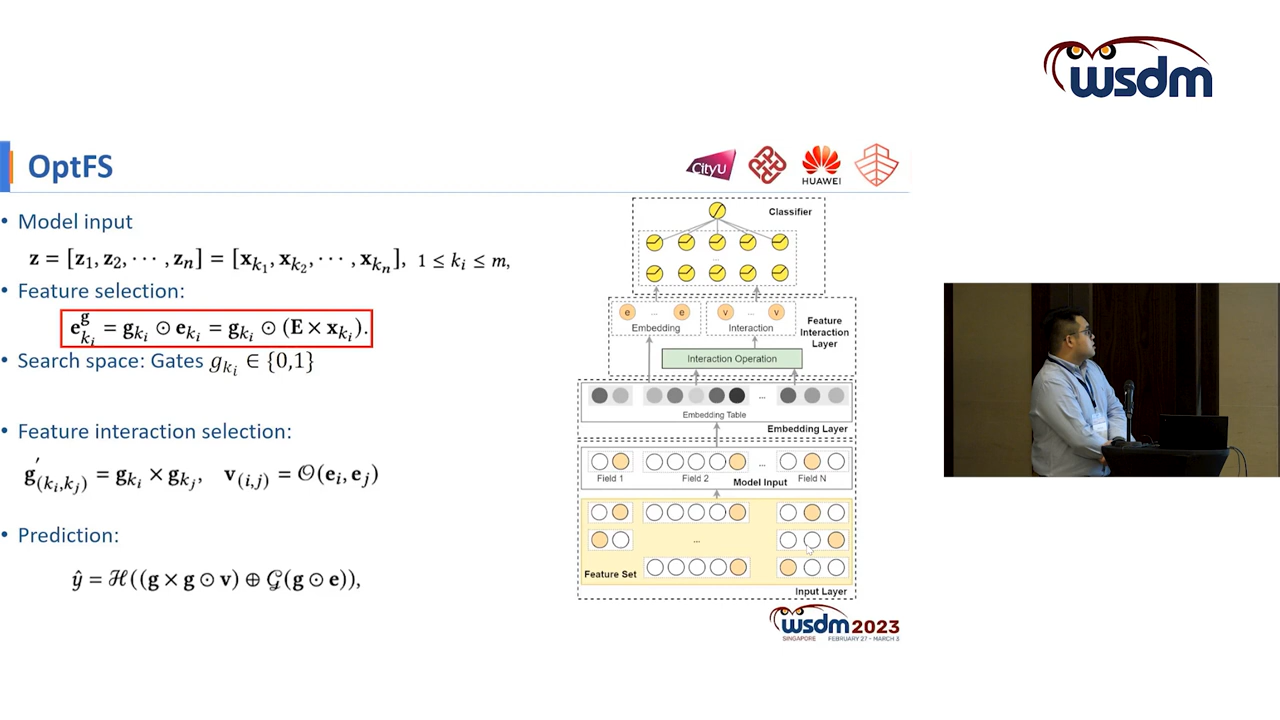 wsdm
OptFS
CityU
HUAWEI
• Model input
z = [z₁, z₂, ⋯ , zₙ] = [x_{k₁}, x_{k₂}, ⋯ , x_{kₙ}], 1 ≤ kᵢ ≤ m,
• Feature selection:
e^g_{kᵢ} = g_{kᵢ} ⊙ e_{kᵢ} = g_{kᵢ} ⊙ (E × x_{kᵢ}).
• Search space: Gates g_{kᵢ} ∈ {0,1}
• Feature interaction selection:
g′_{(kᵢ,kⱼ)} = g_{kᵢ} × g_{kⱼ}, v_{(i,j)} = 𝒪(eᵢ, eⱼ)
• Prediction:
ŷ = ℋ((g × g ⊙ v) ⊕ 𝒢(g ⊙ e)),
Classifier
...
e ... e
v ... v
Embedding
Interaction
Feature
Interaction
Layer
Interaction Operation
...
Embedding Table
Embedding Layer
...
Field 1
Field 2
Field N
Model Input
...
Feature Set
Input Layer
wsdm 2023
SINGAPORE FEBRUARY 27 - MARCH 3